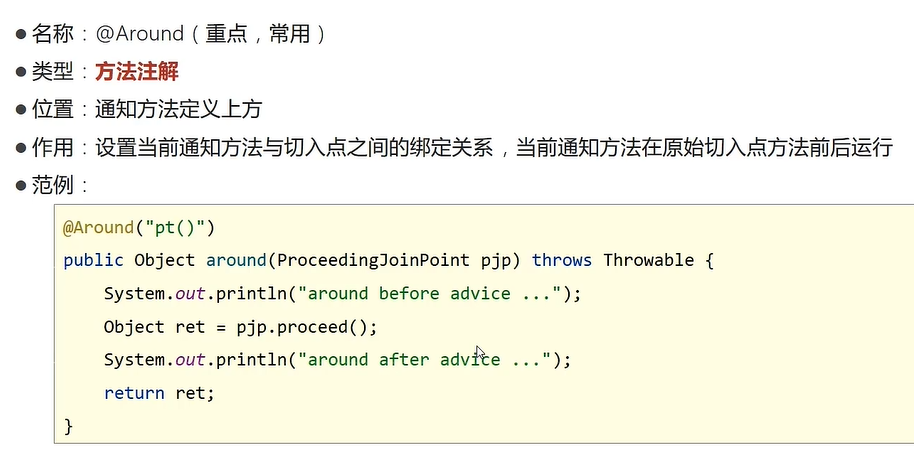 ● 名称：@Around（重点，常用）
● 类型：方法注解
● 位置：通知方法定义上方
● 作用：设置当前通知方法与切入点之间的绑定关系，当前通知方法在原始切入点方法前后运行
● 范例：
@Around("pt()")
public Object around(ProceedingJoinPoint pjp) throws Throwable {
    System.out.println("around before advice ...");
    Object ret = pjp.proceed();
    System.out.println("around after advice ...");
    return ret;
}